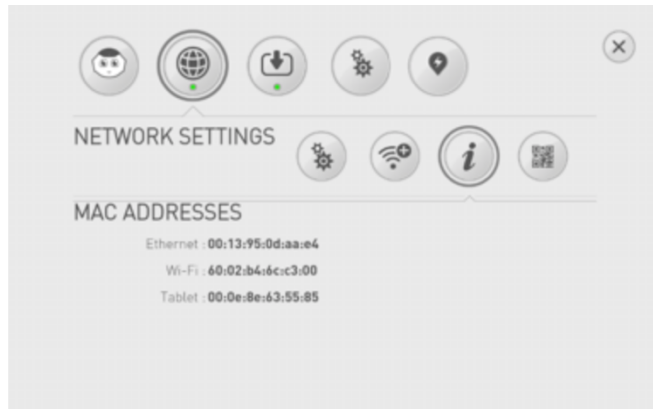 NETWORK SETTINGS
MAC ADDRESSES
Ethernet : 00:13:95:0d:aa:e4
Wi-Fi : 60:02:b4:6c:c3:00
Tablet : 00:0e:8e:63:55:85